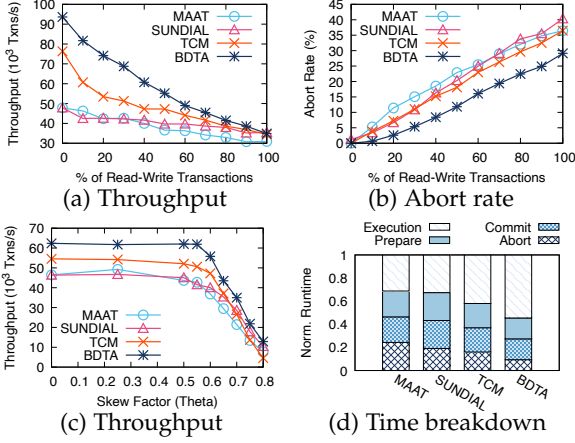 Throughput (10³ Txns/s)
100
90
80
70
60
50
40
30
MAAT
SUNDIAL
TCM
BDTA
0 20 40 60 80 100
% of Read-Write Transactions
(a) Throughput
Abort Rate (%)
45
40
35
30
25
20
15
10
5
0
MAAT
SUNDIAL
TCM
BDTA
0 20 40 60 80 100
% of Read-Write Transactions
(b) Abort rate
Throughput (10³ Txns/s)
70
60
50
40
30
20
10
0
MAAT
SUNDIAL
TCM
BDTA
0 0.1 0.2 0.3 0.4 0.5 0.6 0.7 0.8
Skew Factor (Theta)
(c) Throughput
Execution
Prepare
Commit
Abort
Norm. Runtime
1
0.8
0.6
0.4
0.2
0
MAAT
SUNDIAL
TCM
BDTA
(d) Time breakdown